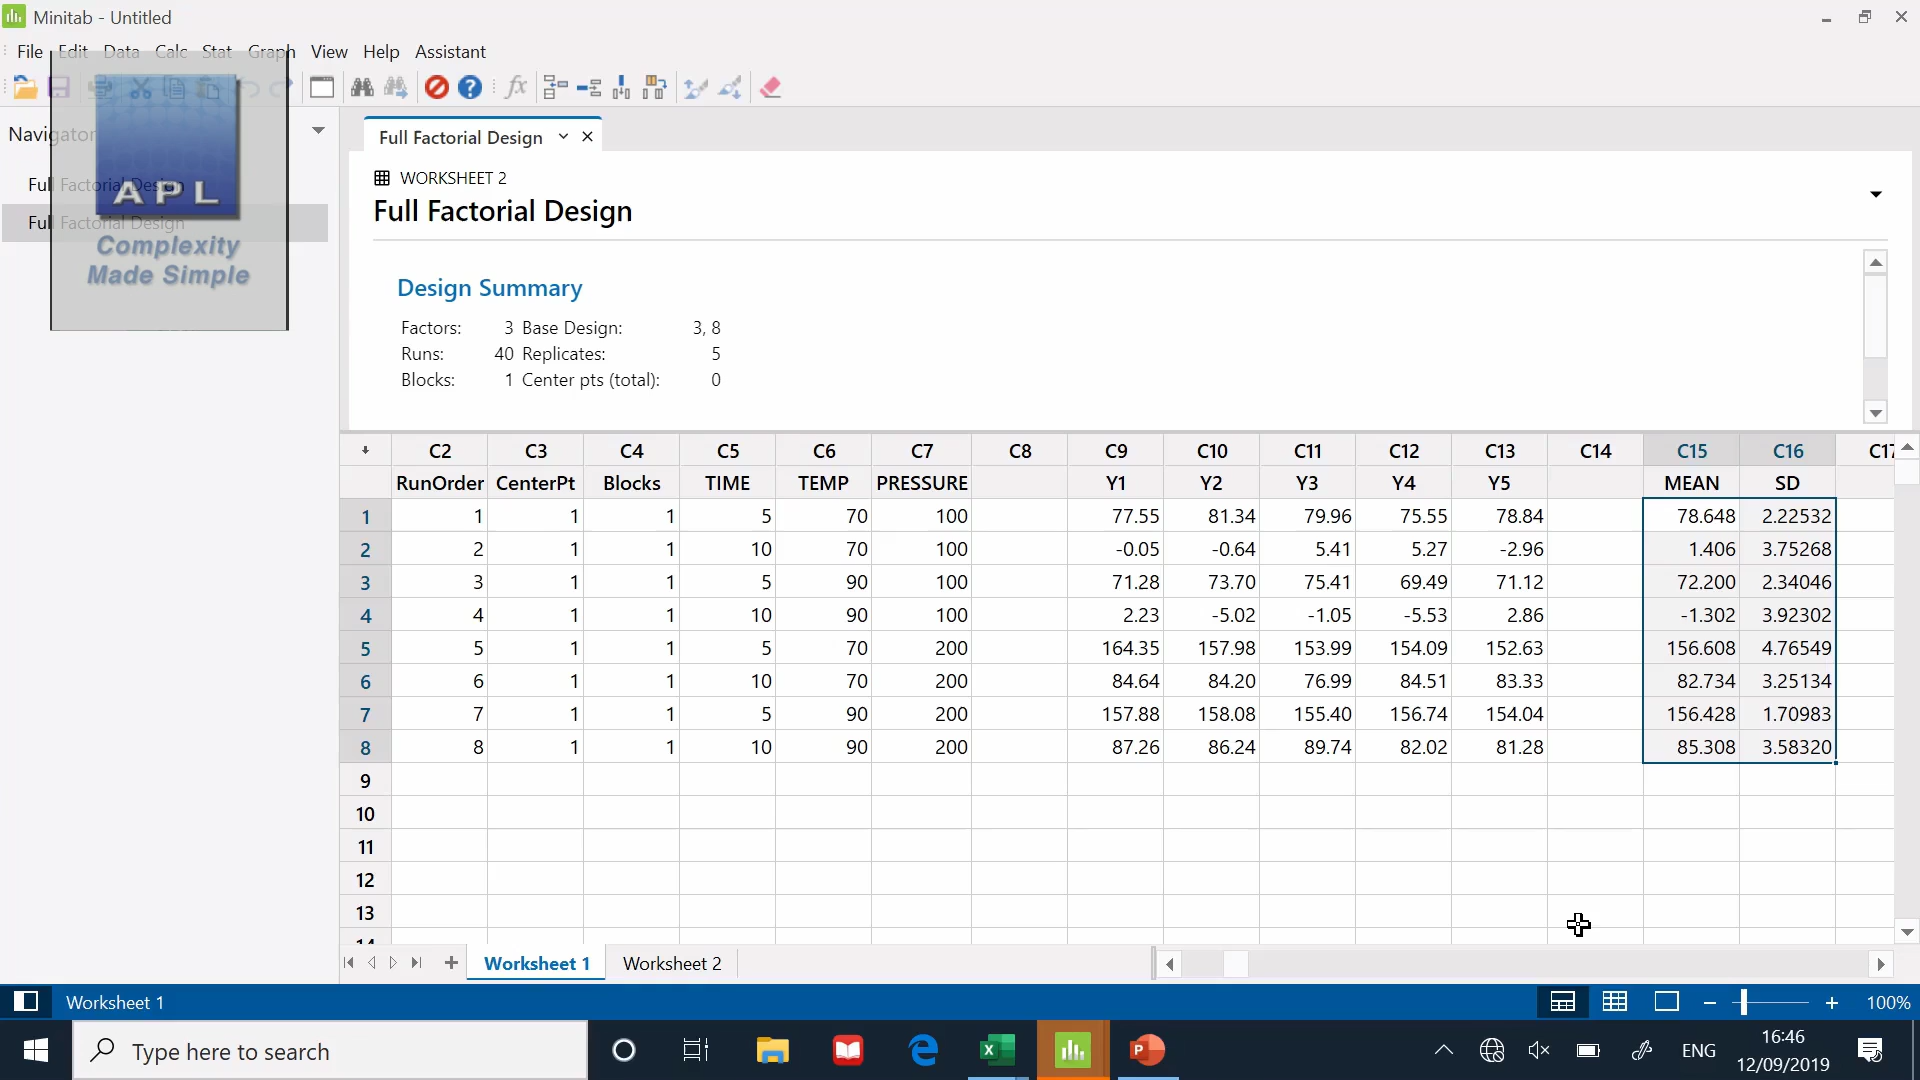 Minitab - Untitled
File Edit Data Calc Stat Graph View Help Assistant
Navigator
Full Factorial Design
Full Factorial Design
APL
Complexity
Made Simple
Full Factorial Design
WORKSHEET 2
Full Factorial Design
Design Summary
Factors: 3 Base Design: 3, 8
Runs: 40 Replicates: 5
Blocks: 1 Center pts (total): 0
C2 C3 C4 C5 C6 C7 C8 C9 C10 C11 C12 C13 C14 C15 C16 C17
RunOrder CenterPt Blocks TIME TEMP PRESSURE Y1 Y2 Y3 Y4 Y5 MEAN SD
1 1 1 1 5 70 100 77.55 81.34 79.96 75.55 78.84 78.648 2.22532
2 2 1 1 10 70 100 -0.05 -0.64 5.41 5.27 -2.96 1.406 3.75268
3 3 1 1 5 90 100 71.28 73.70 75.41 69.49 71.12 72.200 2.34046
4 4 1 1 10 90 100 2.23 -5.02 -1.05 -5.53 2.86 -1.302 3.92302
5 5 1 1 5 70 200 164.35 157.98 153.99 154.09 152.63 156.608 4.76549
6 6 1 1 10 70 200 84.64 84.20 76.99 84.51 83.33 82.734 3.25134
7 7 1 1 5 90 200 157.88 158.08 155.40 156.74 154.04 156.428 1.70983
8 8 1 1 10 90 200 87.26 86.24 89.74 82.02 81.28 85.308 3.58320
9
10
11
12
13
14
Worksheet 1 Worksheet 2
Worksheet 1 100%
Type here to search
ENG
16:46
12/09/2019